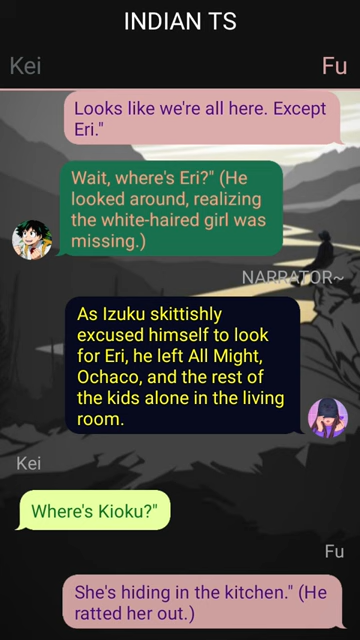 INDIAN TS
Kei
Fu
Looks like we're all here. Except
Eri."
Wait, where's Eri?" (He
looked around, realizing
the white-haired girl was
missing.)
NARRATOR~
As Izuku skittishly
excused himself to look
for Eri, he left All Might,
Ochaco, and the rest of
the kids alone in the living
room.
Kei
Where's Kioku?"
Fu
She's hiding in the kitchen." (He
ratted her out.)